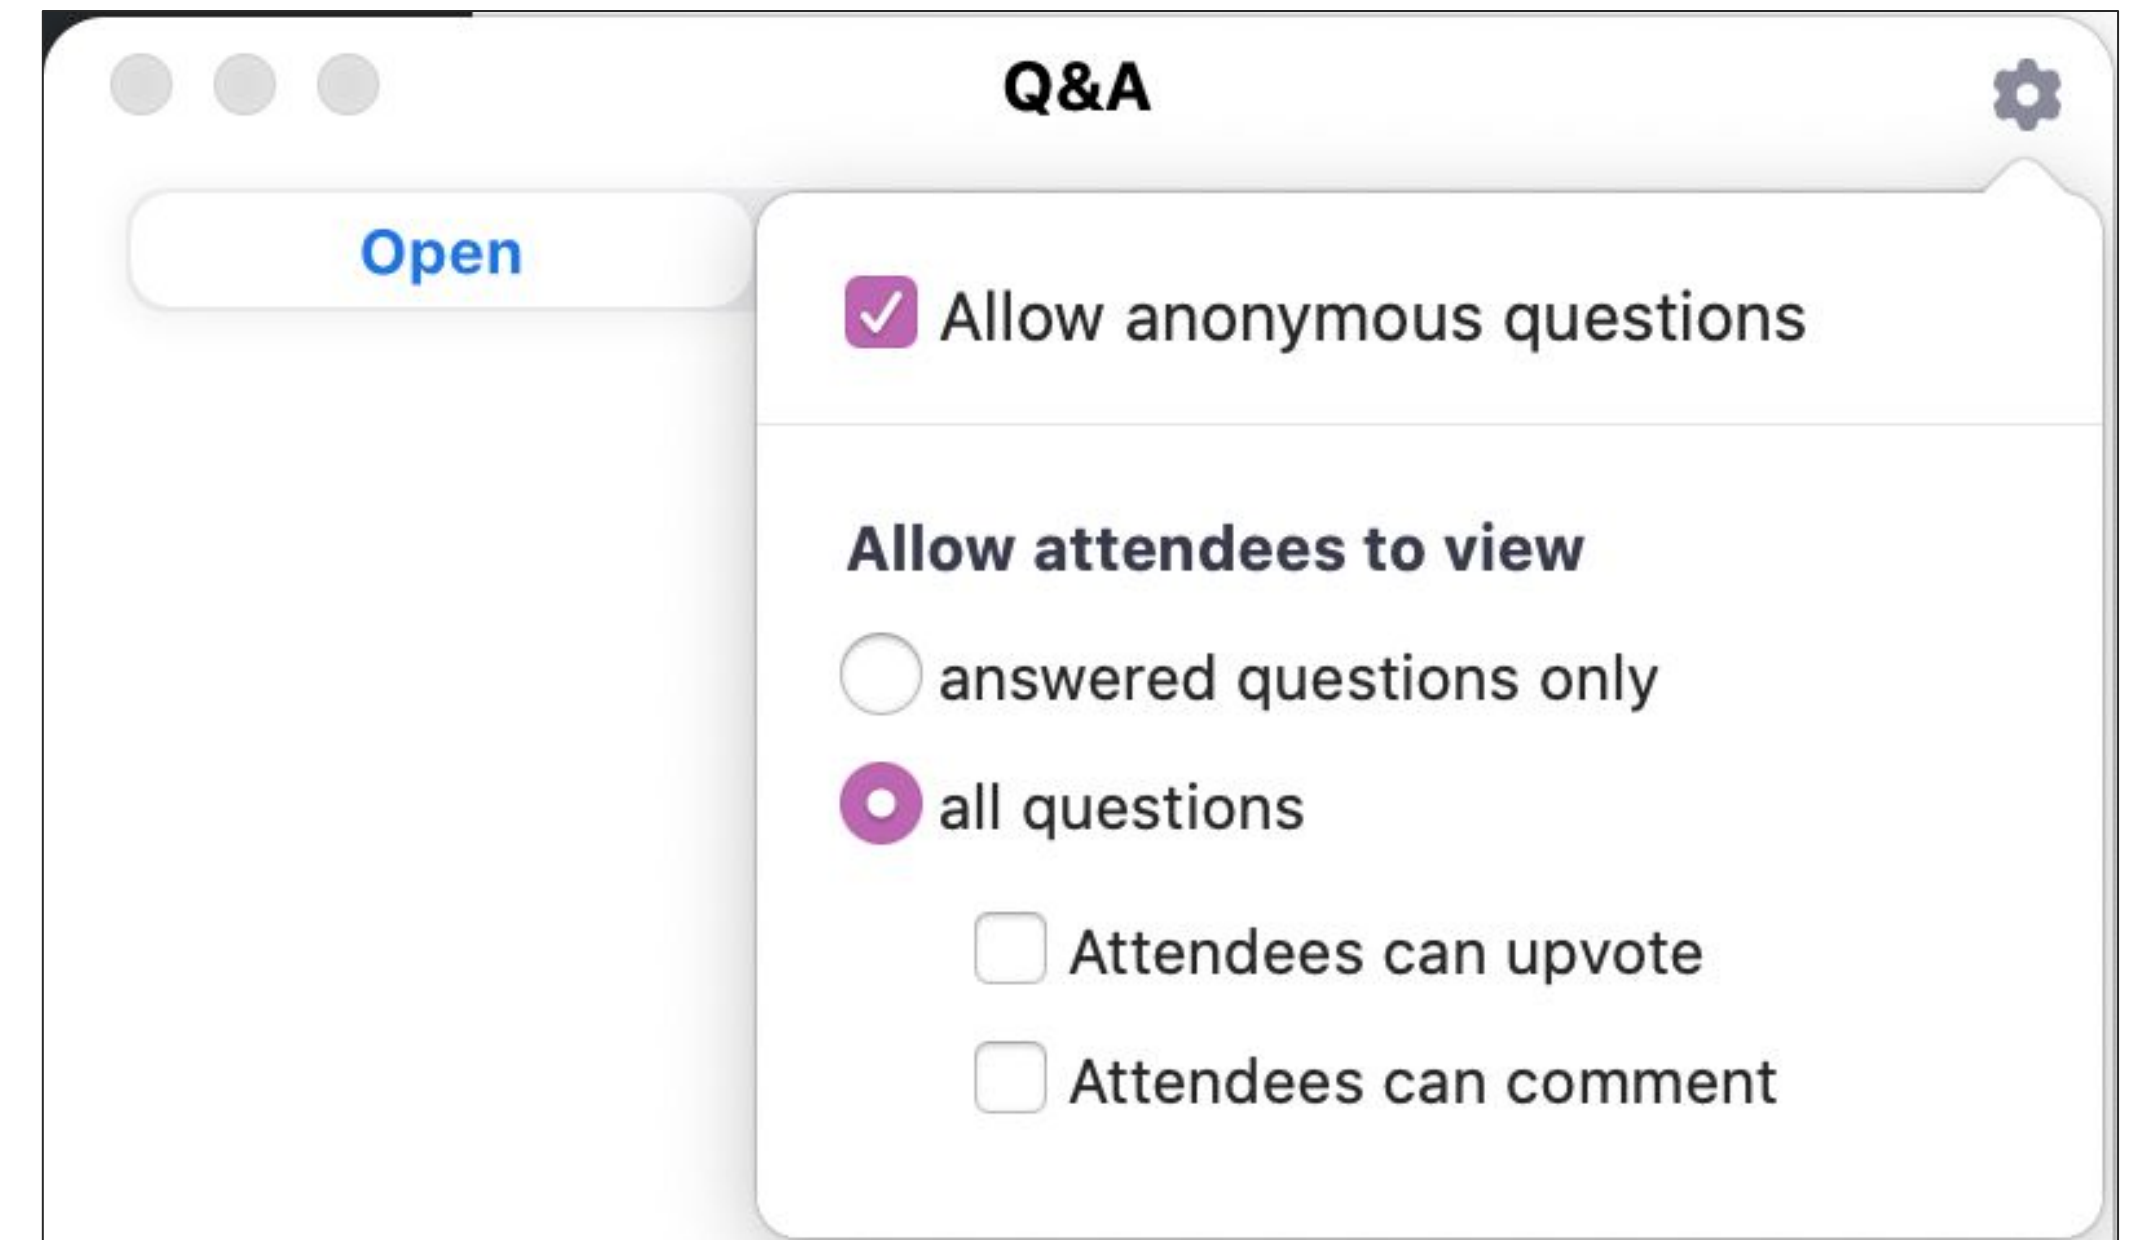 Q&A
Open
Allow anonymous questions
Allow attendees to view
answered questions only
all questions
Attendees can upvote
Attendees can comment